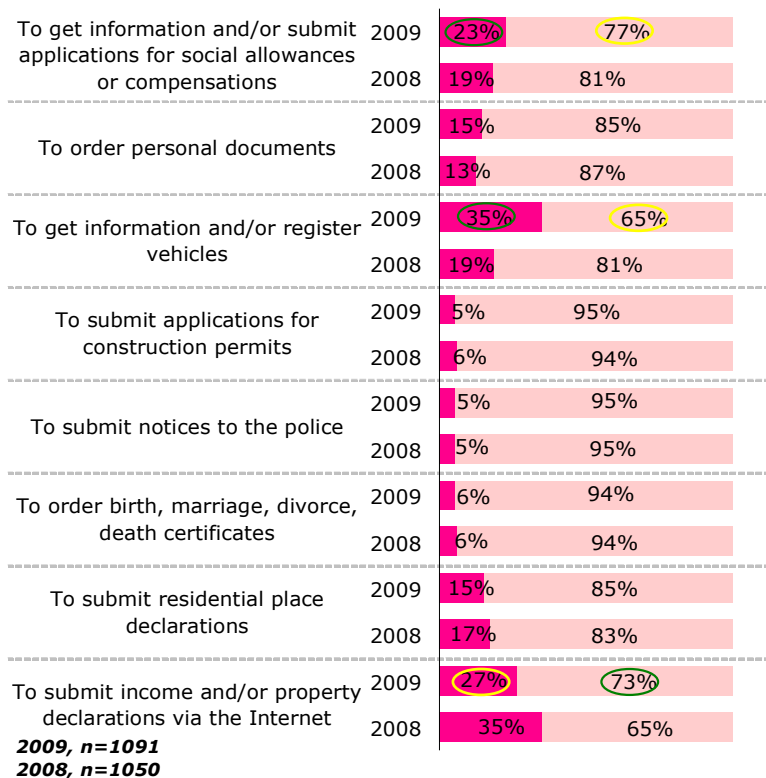 To get information and/or submit
applications for social allowances
or compensations
2009 23% 77%
2008 19% 81%
To order personal documents
2009 15% 85%
2008 13% 87%
To get information and/or register
vehicles
2009 35% 65%
2008 19% 81%
To submit applications for
construction permits
2009 5% 95%
2008 6% 94%
To submit notices to the police
2009 5% 95%
2008 5% 95%
To order birth, marriage, divorce,
death certificates
2009 6% 94%
2008 6% 94%
To submit residential place
declarations
2009 15% 85%
2008 17% 83%
To submit income and/or property
declarations via the Internet
2009 27% 73%
2008 35% 65%
2009, n=1091
2008, n=1050